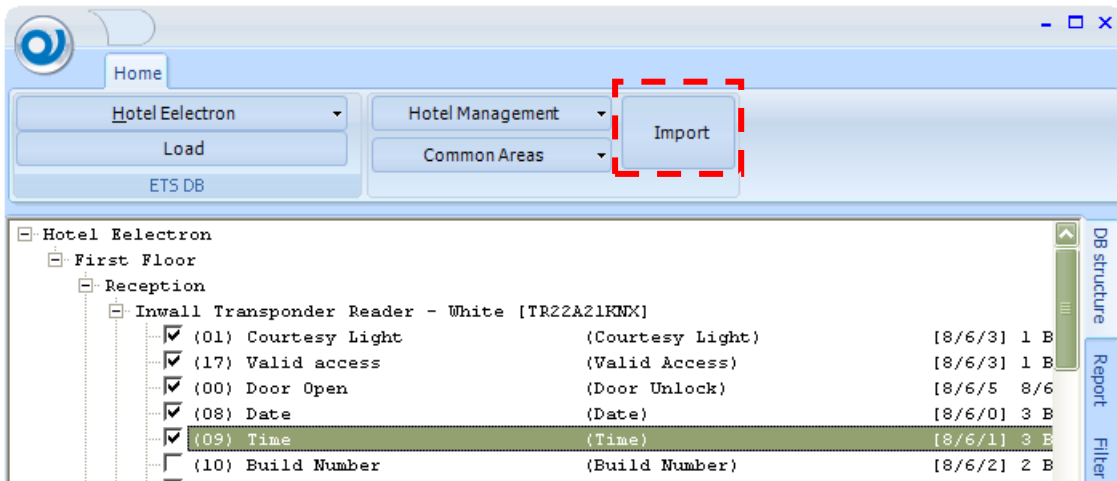 Home
Hotel Eelectron
Load
ETS DB
Hotel Management
Common Areas
Import
Hotel Eelectron
First Floor
Reception
Inwall Transponder Reader - White [TR22A21KNX]
(01) Courtesy Light (Courtesy Light) [8/6/3] 1 B
(17) Valid access (Valid Access) [8/6/3] 1 B
(00) Door Open (Door Unlock) [8/6/5 8/6
(08) Date (Date) [8/6/0] 3 B
(09) Time (Time) [8/6/1] 3 B
(10) Build Number (Build Number) [8/6/2] 2 B
DB structure
Report
Filter